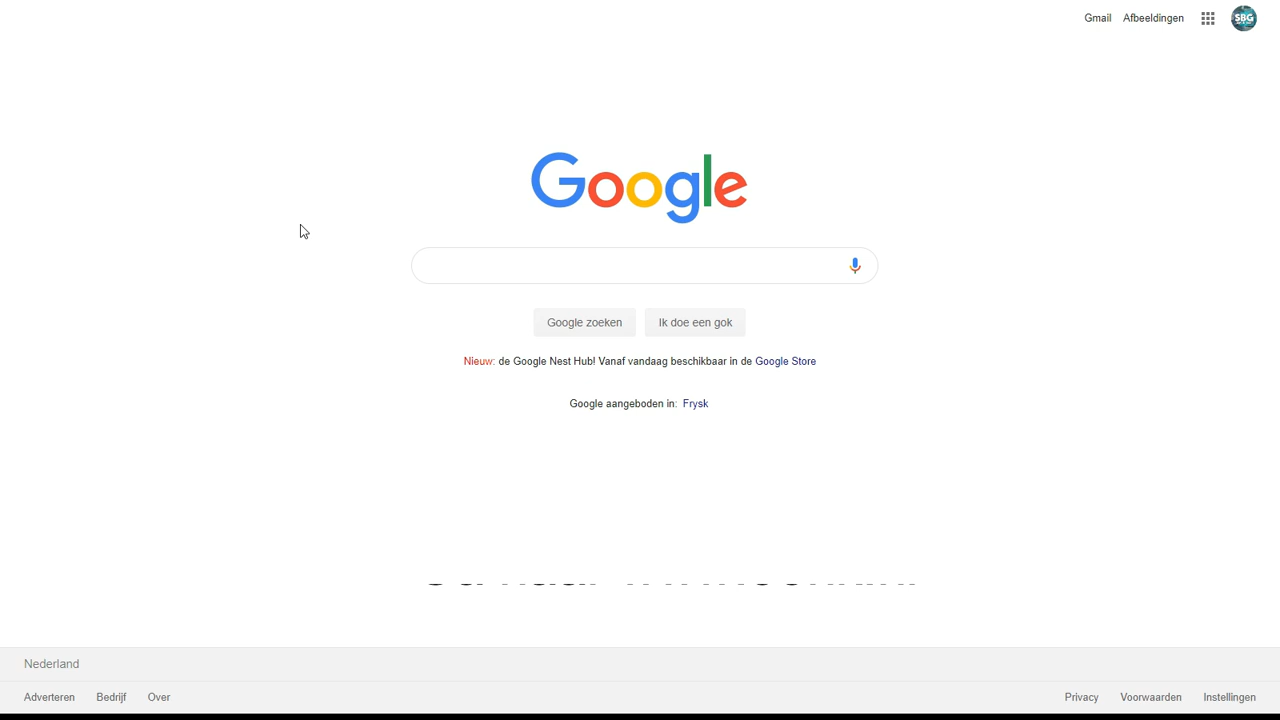 Gmail Afbeeldingen SBG
Google
Google zoeken Ik doe een gok
Nieuw: de Google Nest Hub! Vanaf vandaag beschikbaar in de Google Store
Google aangeboden in: Frysk
Nederland
Adverteren Bedrijf Over Privacy Voorwaarden Instellingen